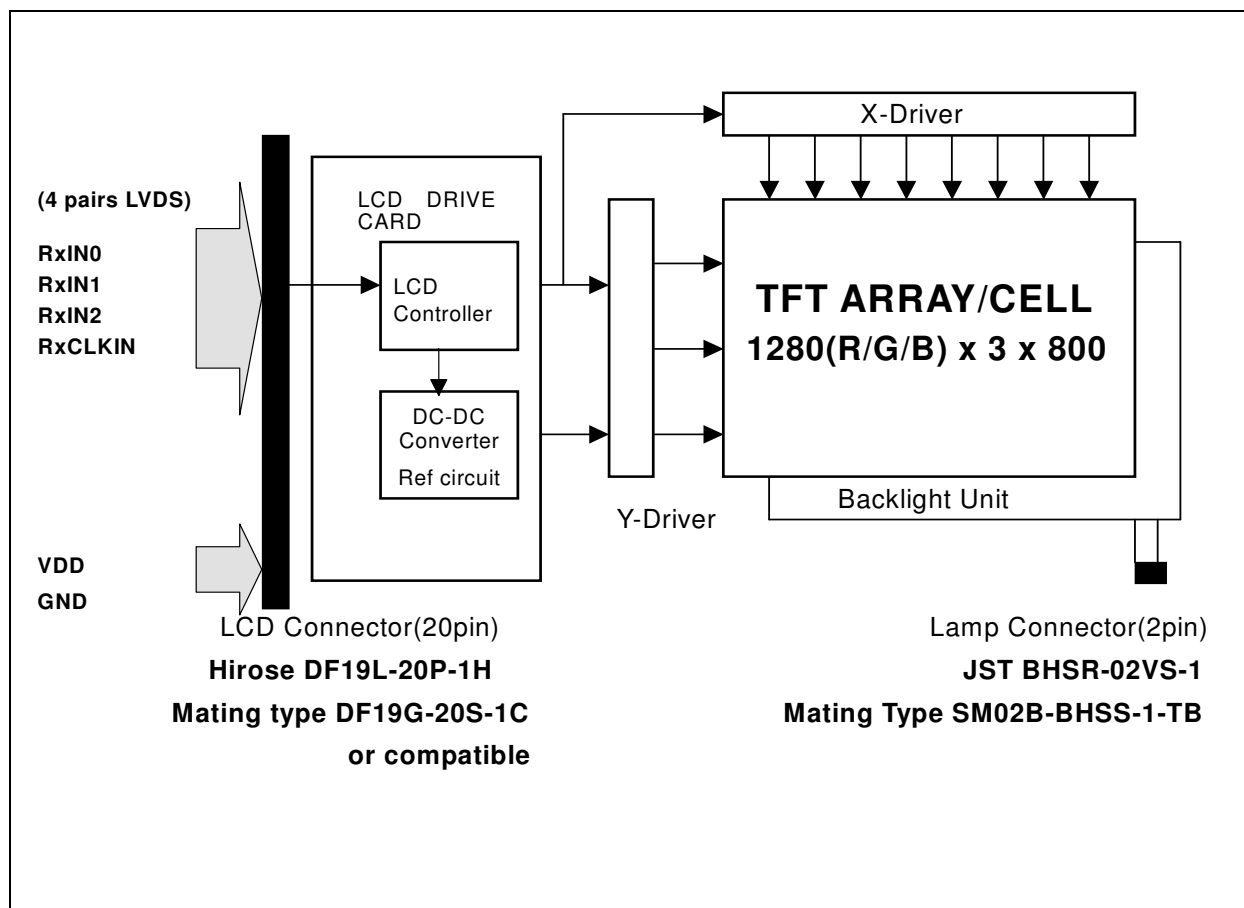 X-Driver
(4 pairs LVDS)
RxIN0
RxIN1
RxIN2
RxCLKIN
LCD DRIVE
CARD
LCD
Controller
DC-DC
Converter
Ref circuit
TFT ARRAY/CELL
1280(R/G/B) x 3 x 800
Backlight Unit
Y-Driver
VDD
GND
LCD Connector(20pin)
Hirose DF19L-20P-1H
Mating type DF19G-20S-1C
or compatible
Lamp Connector(2pin)
JST BHSR-02VS-1
Mating Type SM02B-BHSS-1-TB